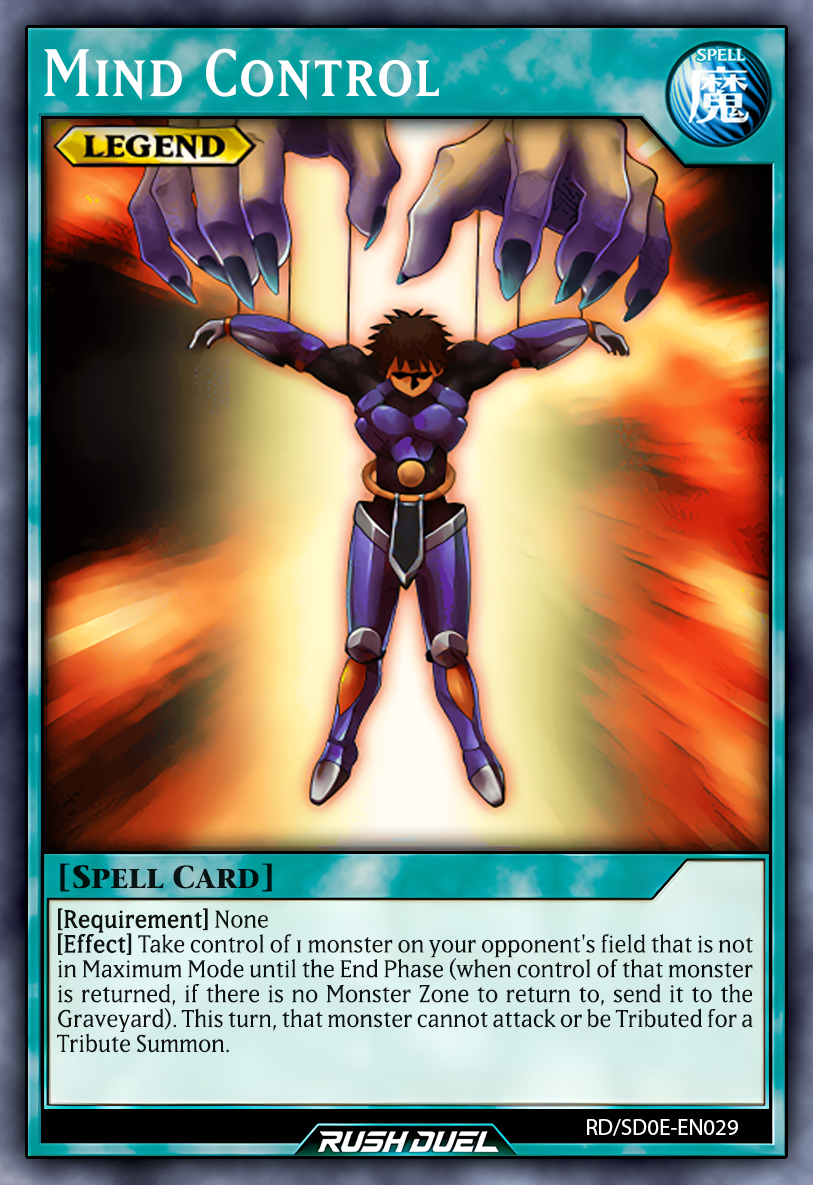 Mind Control
SPELL
魔
LEGEND
[Spell Card]
[Requirement] None
[Effect] Take control of 1 monster on your opponent's field that is not
in Maximum Mode until the End Phase (when control of that monster
is returned, if there is no Monster Zone to return to, send it to the
Graveyard). This turn, that monster cannot attack or be Tributed for a
Tribute Summon.
RD/SD0E-EN029
RUSH DUEL